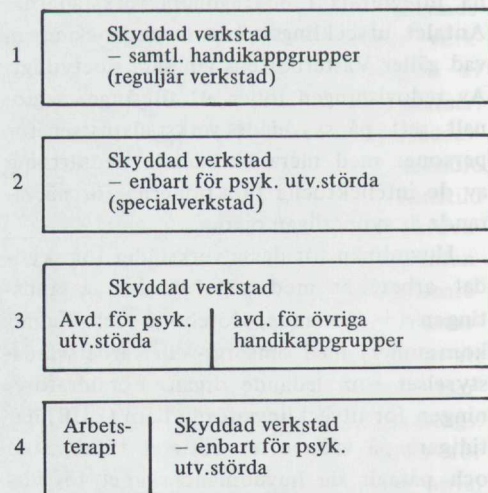 1 Skyddad verkstad
— samtl. handikappgrupper
(reguljär verkstad)
2 Skyddad verkstad
— enbart för psyk. utv.störda
(specialverkstad)
Skyddad verkstad
3 Avd. för psyk. avd. för övriga
utv.störda handikappgrupper
4 Arbets- Skyddad verkstad
terapi — enbart för psyk.
utv.störda